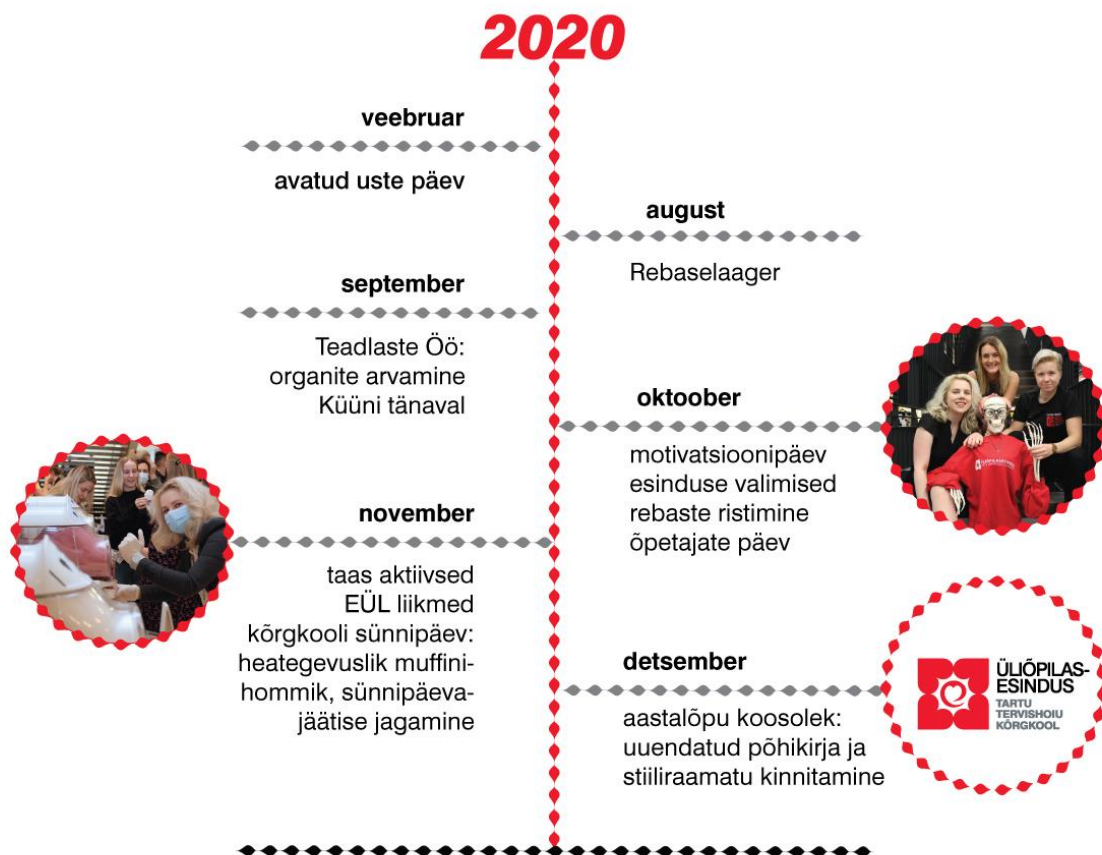 2020
veebruar
avatud uste päev
august
Rebaselaager
september
Teadlaste Öö:
organite arvamine
Küüni tänaval
oktoober
motivatsioonipäev
esinduse valimised
rebaste ristimine
õpetajate päev
november
taas aktiivsed
EÜL liikmed
kõrgkooli sünnipäev:
heategevuslik muffini-
hommik, sünnipäeva-
jäätise jagamine
detsember
aastalõpu koosolek:
uuendatud põhikirja ja
stiiliraamatu kinnitamine
ÜLIÕPILAS-
ESINDUS
TARTU
TERVISHOIU
KÕRGKOOL